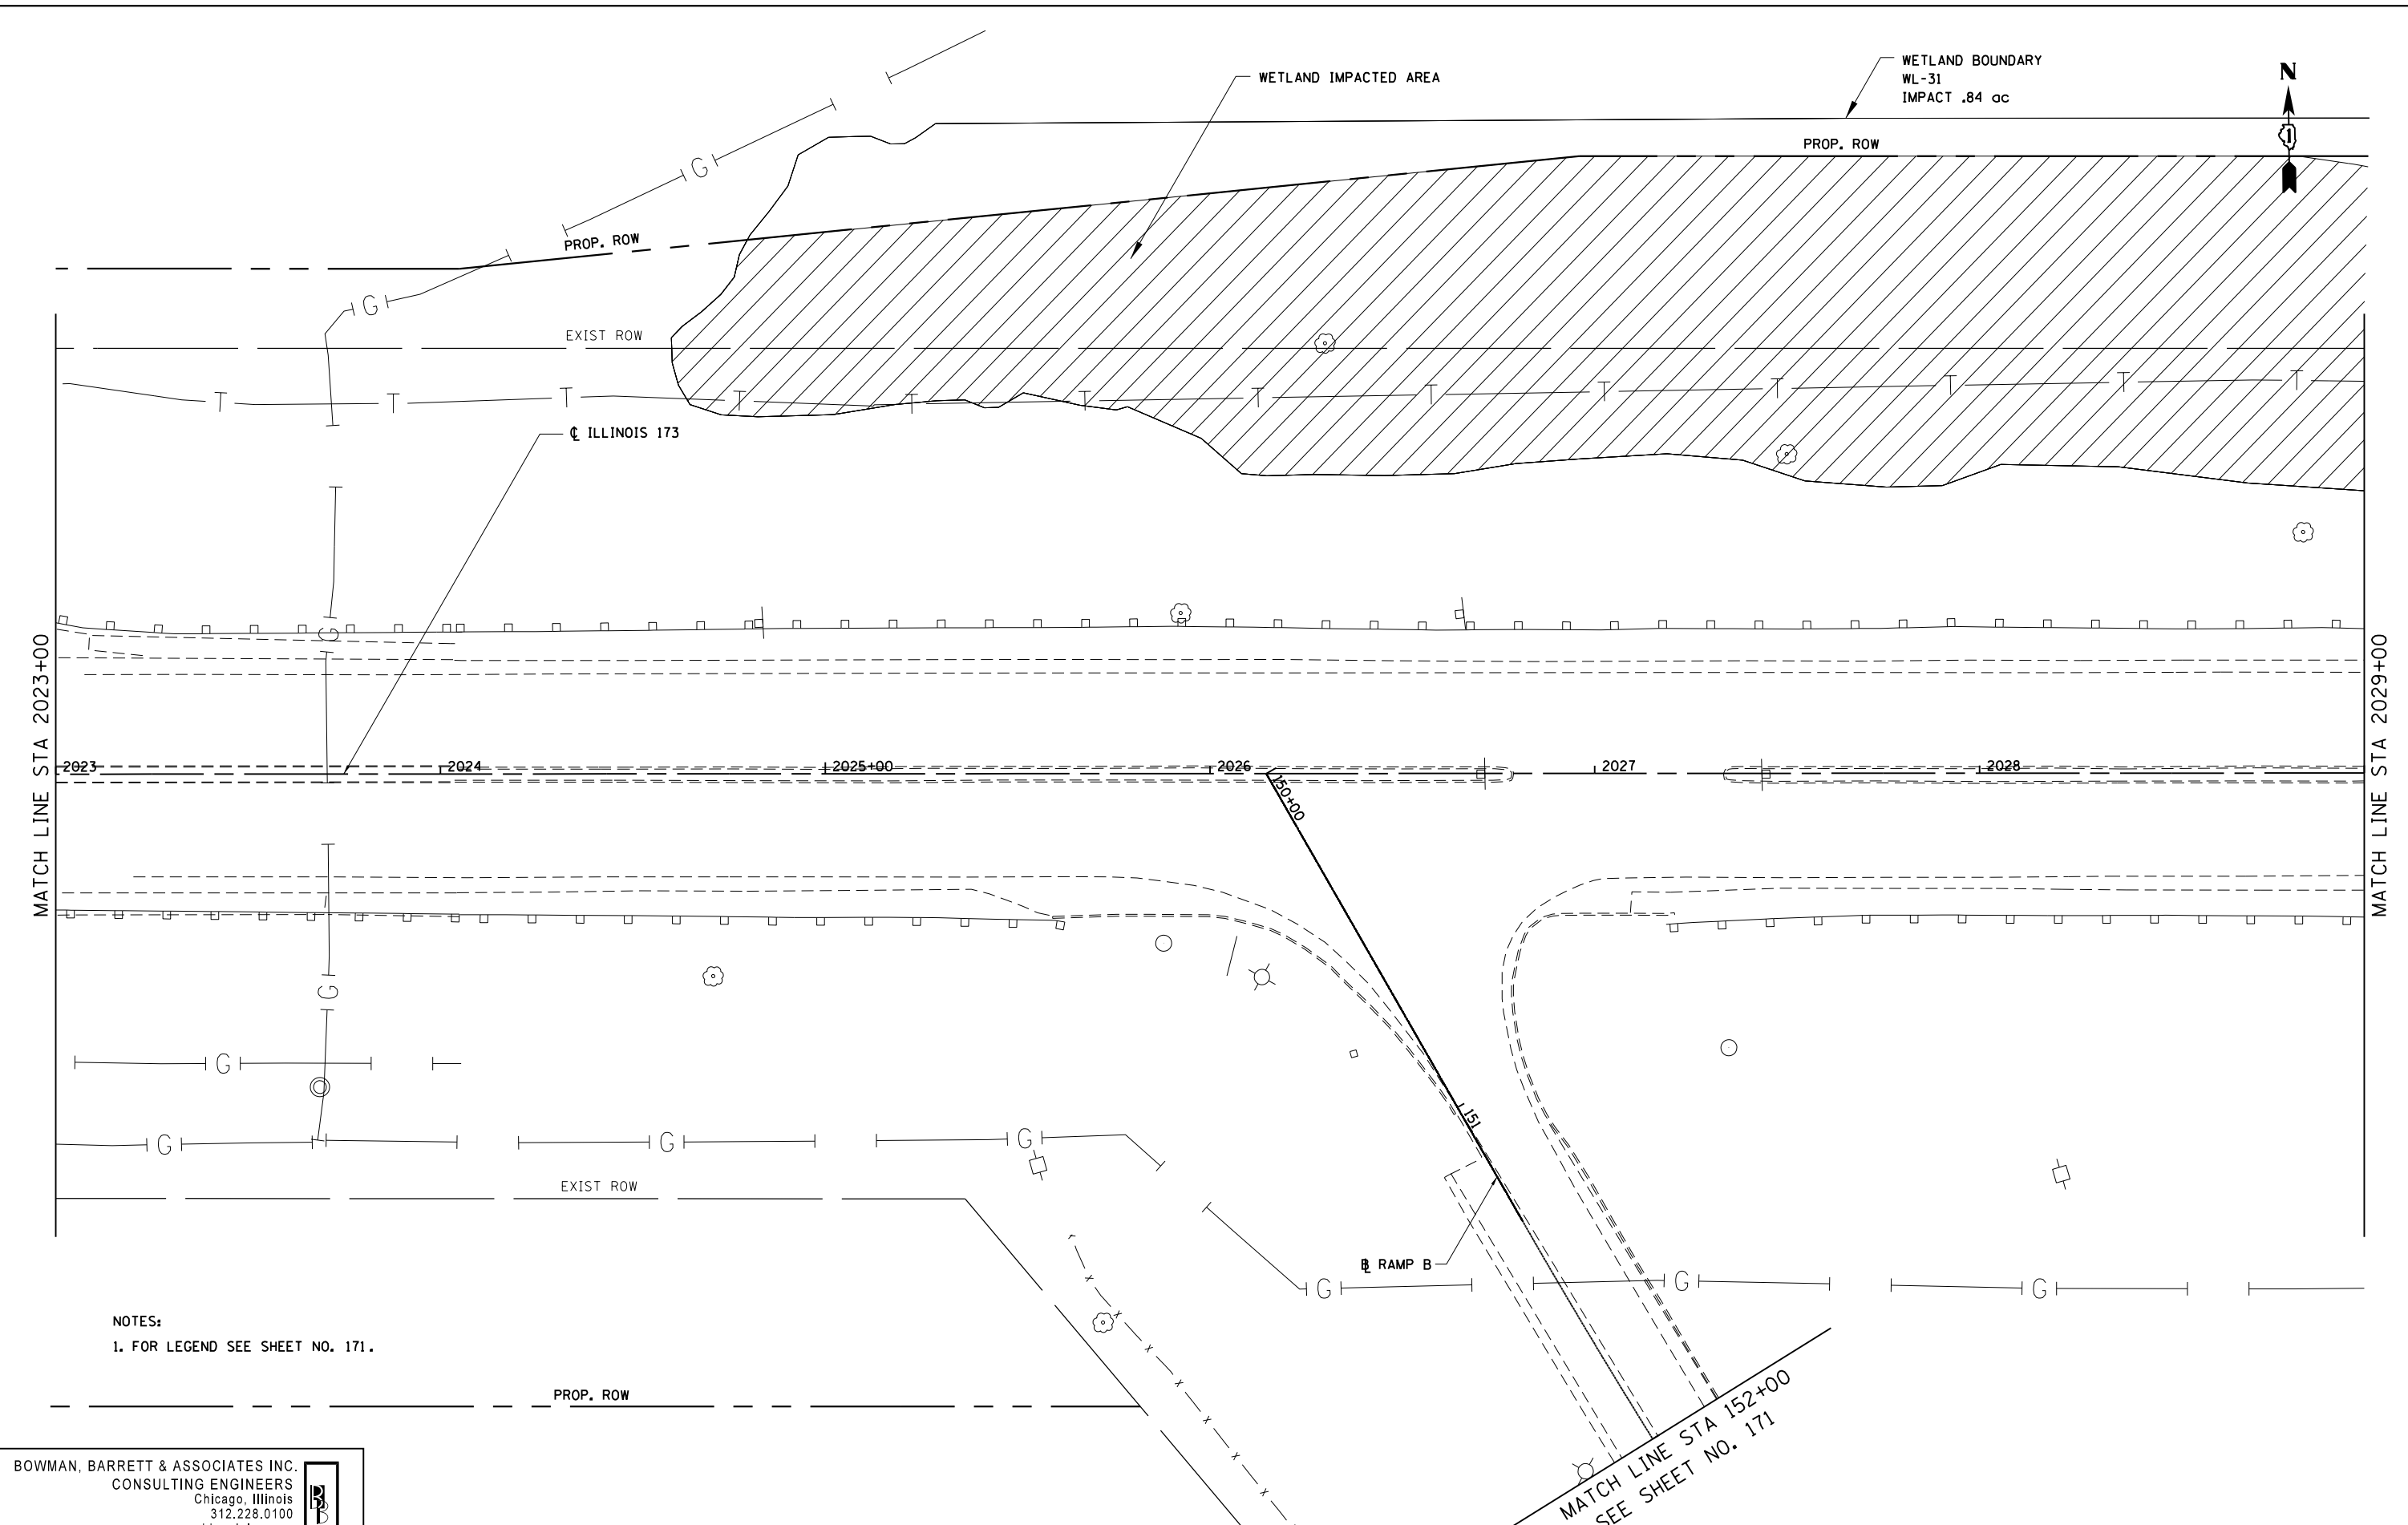 WETLAND IMPACTED AREA
WETLAND BOUNDARY
WL-31
IMPACT .84 ac
N
1
PROP. ROW
G
PROP. ROW
G
EXIST ROW
T T T T T T T T T T T T T
℄ ILLINOIS 173
G
MATCH LINE STA 2023+00
MATCH LINE STA 2029+00
2023
2024
2025+00
2026
2027
2028
150+00
G
G
151
G
G
G
EXIST ROW
B RAMP B
G
G
G
NOTES:
1. FOR LEGEND SEE SHEET NO. 171.
PROP. ROW
MATCH LINE STA 152+00
SEE SHEET NO. 171
BOWMAN, BARRETT & ASSOCIATES INC.
CONSULTING ENGINEERS
Chicago, Illinois
312.228.0100